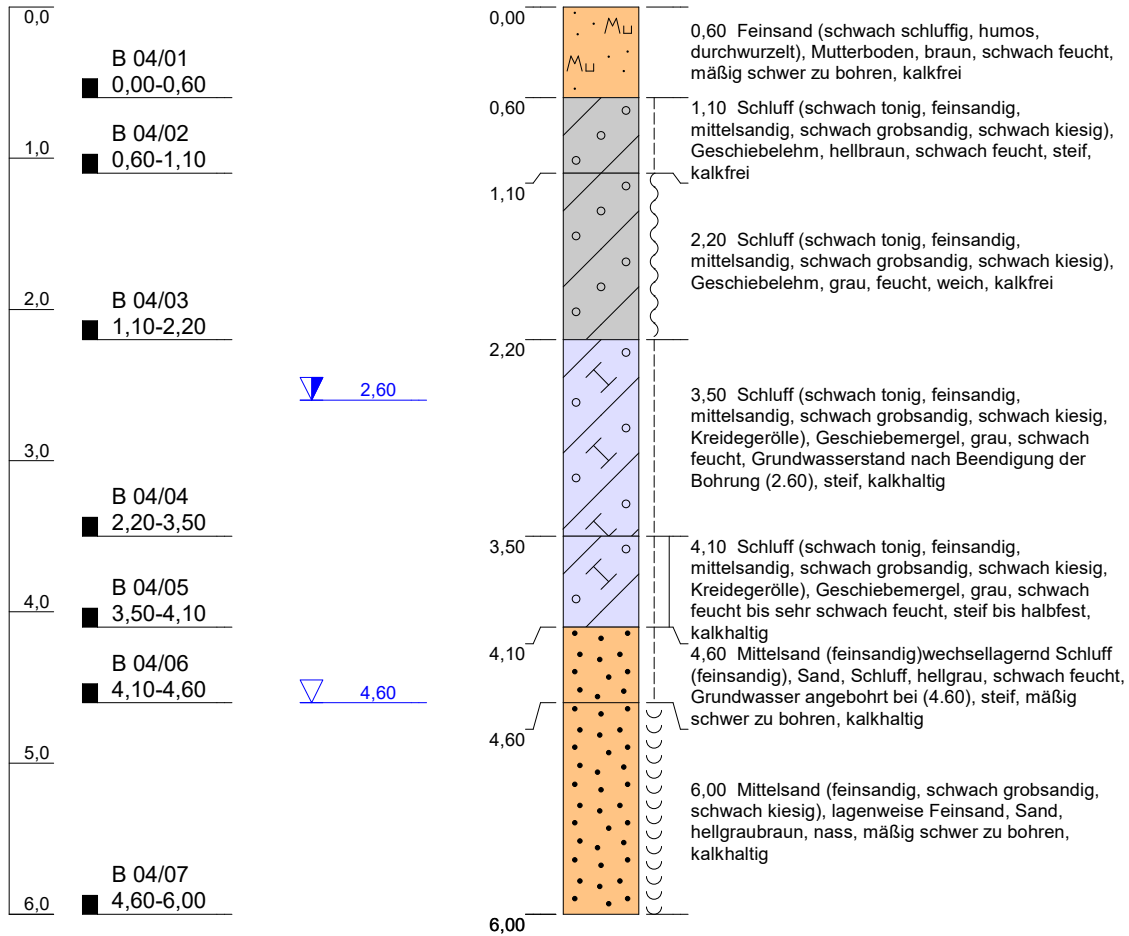 0,0
1,0
2,0
3,0
4,0
5,0
6,0
B 04/01
0,00-0,60
B 04/02
0,60-1,10
B 04/03
1,10-2,20
B 04/04
2,20-3,50
B 04/05
3,50-4,10
B 04/06
4,10-4,60
B 04/07
4,60-6,00
2,60
4,60
0,00
0,60
1,10
2,20
3,50
4,10
4,60
6,00
Mu
Mu
0,60 Feinsand (schwach schluffig, humos,
durchwurzelt), Mutterboden, braun, schwach feucht,
mäßig schwer zu bohren, kalkfrei
1,10 Schluff (schwach tonig, feinsandig,
mittelsandig, schwach grobsandig, schwach kiesig),
Geschiebelehm, hellbraun, schwach feucht, steif,
kalkfrei
2,20 Schluff (schwach tonig, feinsandig,
mittelsandig, schwach grobsandig, schwach kiesig),
Geschiebelehm, grau, feucht, weich, kalkfrei
3,50 Schluff (schwach tonig, feinsandig,
mittelsandig, schwach grobsandig, schwach kiesig,
Kreidegerölle), Geschiebemergel, grau, schwach
feucht, Grundwasserstand nach Beendigung der
Bohrung (2.60), steif, kalkhaltig
4,10 Schluff (schwach tonig, feinsandig,
mittelsandig, schwach grobsandig, schwach kiesig,
Kreidegerölle), Geschiebemergel, grau, schwach
feucht bis sehr schwach feucht, steif bis halbfest,
kalkhaltig
4,60 Mittelsand (feinsandig)wechsellagernd Schluff
(feinsandig), Sand, Schluff, hellgrau, schwach feucht,
Grundwasser angebohrt bei (4.60), steif, mäßig
schwer zu bohren, kalkhaltig
6,00 Mittelsand (feinsandig, schwach grobsandig,
schwach kiesig), lagenweise Feinsand, Sand,
hellgraubraun, nass, mäßig schwer zu bohren,
kalkhaltig